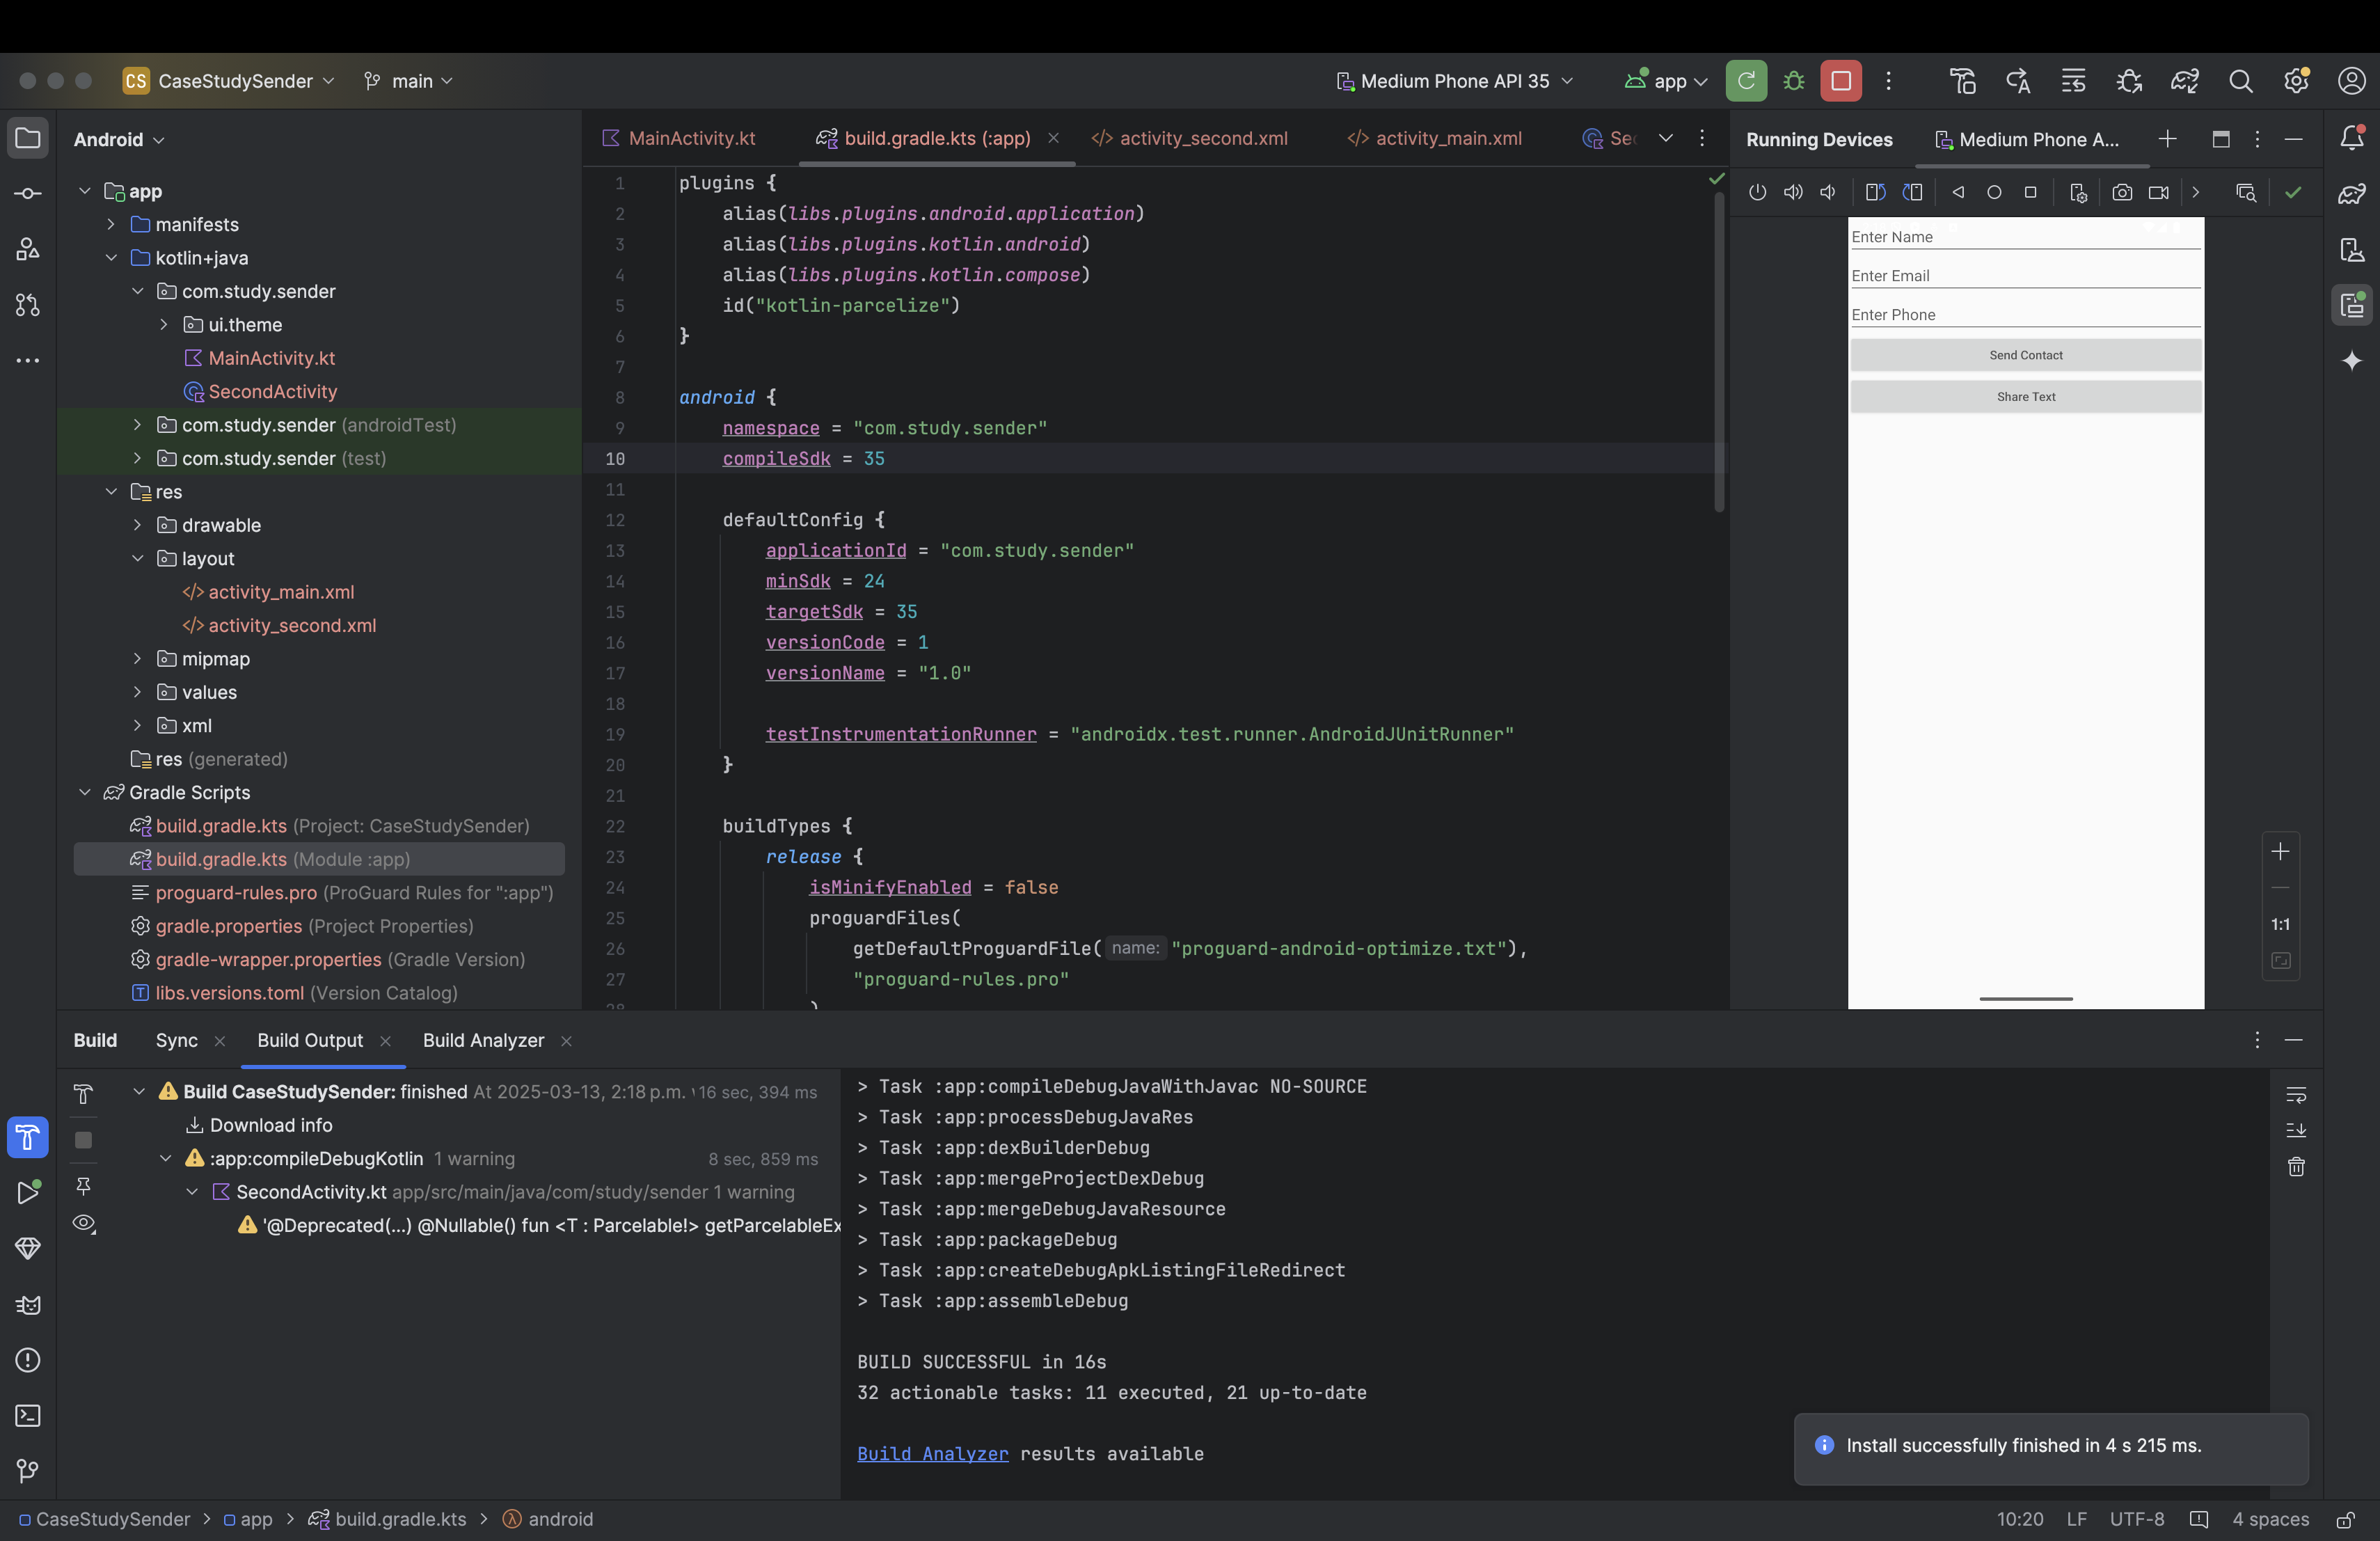 CS CaseStudySender main Medium Phone API 35 app
Android
app
manifests
kotlin+java
com.study.sender
ui.theme
MainActivity.kt
SecondActivity
com.study.sender (androidTest)
com.study.sender (test)
res
drawable
layout
activity_main.xml
activity_second.xml
mipmap
values
xml
res (generated)
Gradle Scripts
build.gradle.kts (Project: CaseStudySender)
build.gradle.kts (Module :app)
proguard-rules.pro (ProGuard Rules for ":app")
gradle.properties (Project Properties)
gradle-wrapper.properties (Gradle Version)
libs.versions.toml (Version Catalog)
MainActivity.kt build.gradle.kts (:app) activity_second.xml activity_main.xml Sec
1 plugins {
2 alias(libs.plugins.android.application)
3 alias(libs.plugins.kotlin.android)
4 alias(libs.plugins.kotlin.compose)
5 id("kotlin-parcelize")
6 }
7
8 android {
9 namespace = "com.study.sender"
10 compileSdk = 35
11
12 defaultConfig {
13 applicationId = "com.study.sender"
14 minSdk = 24
15 targetSdk = 35
16 versionCode = 1
17 versionName = "1.0"
18
19 testInstrumentationRunner = "androidx.test.runner.AndroidJUnitRunner"
20 }
21
22 buildTypes {
23 release {
24 isMinifyEnabled = false
25 proguardFiles(
26 getDefaultProguardFile( name: "proguard-android-optimize.txt"),
27 "proguard-rules.pro"
28 )
Running Devices Medium Phone A...
Enter Name
Enter Email
Enter Phone
Send Contact
Share Text
1:1
Build Sync Build Output Build Analyzer
Build CaseStudySender: finished At 2025-03-13, 2:18 p.m. 16 sec, 394 ms
Download info
:app:compileDebugKotlin 1 warning 8 sec, 859 ms
SecondActivity.kt app/src/main/java/com/study/sender 1 warning
'@Deprecated(...) @Nullable() fun <T : Parcelable!> getParcelableEx
> Task :app:compileDebugJavaWithJavac NO-SOURCE
> Task :app:processDebugJavaRes
> Task :app:dexBuilderDebug
> Task :app:mergeProjectDexDebug
> Task :app:mergeDebugJavaResource
> Task :app:packageDebug
> Task :app:createDebugApkListingFileRedirect
> Task :app:assembleDebug
BUILD SUCCESSFUL in 16s
32 actionable tasks: 11 executed, 21 up-to-date
Build Analyzer results available
Install successfully finished in 4 s 215 ms.
CaseStudySender > app > build.gradle.kts > android
10:20 LF UTF-8 4 spaces